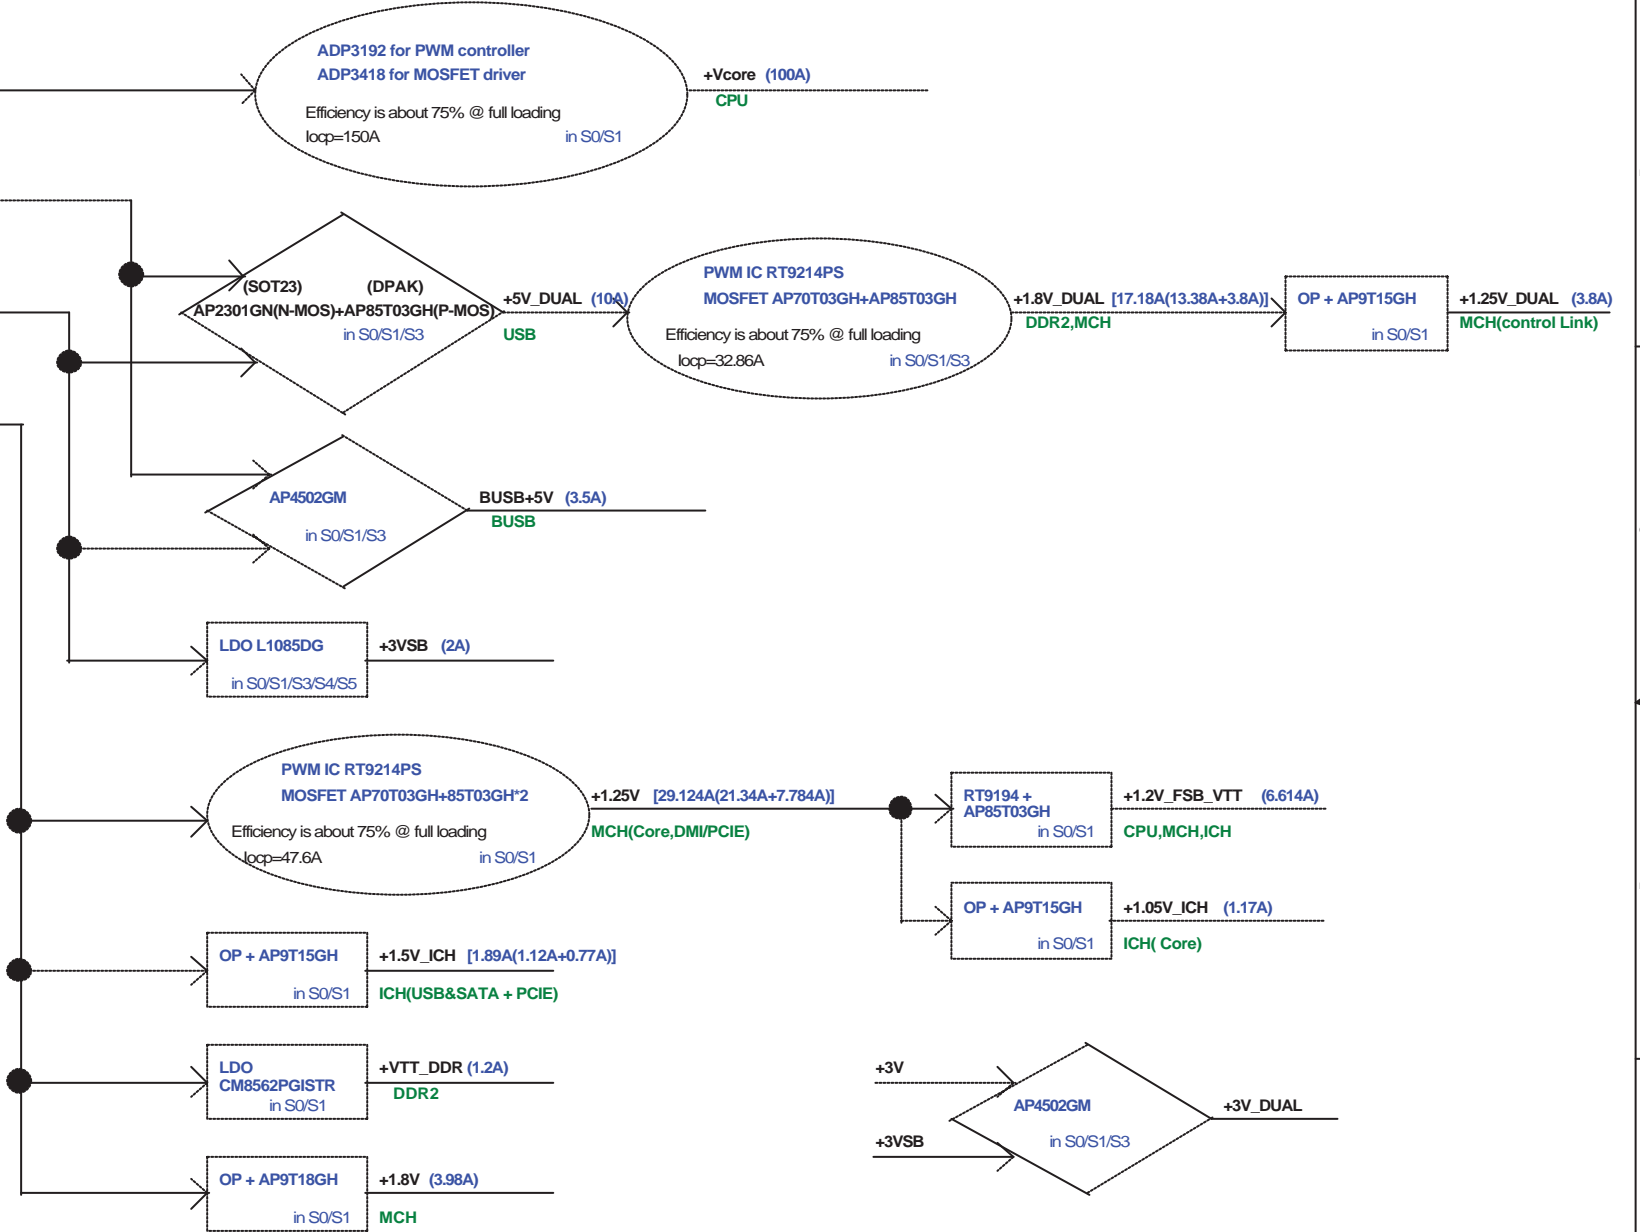 ADP3192 for PWM controller
ADP3418 for MOSFET driver
Efficiency is about 75% @ full loading
Iocp=150A
in S0/S1
+Vcore (100A)
CPU
(SOT23) (DPAK)
AP2301GN(N-MOS)+AP85T03GH(P-MOS)
in S0/S1/S3
+5V_DUAL (10A)
USB
PWM IC RT9214PS
MOSFET AP70T03GH+AP85T03GH
Efficiency is about 75% @ full loading
Iocp=32.86A
in S0/S1/S3
+1.8V_DUAL [17.18A(13.38A+3.8A)]
DDR2,MCH
OP + AP9T15GH
in S0/S1
+1.25V_DUAL (3.8A)
MCH(control Link)
AP4502GM
in S0/S1/S3
BUSB+5V (3.5A)
BUSB
LDO L1085DG
in S0/S1/S3/S4/S5
+3VSB (2A)
PWM IC RT9214PS
MOSFET AP70T03GH+85T03GH*2
Efficiency is about 75% @ full loading
Iocp=47.6A
in S0/S1
+1.25V [29.124A(21.34A+7.784A)]
MCH(Core,DMI/PCIE)
RT9194 +
AP85T03GH
in S0/S1
+1.2V_FSB_VTT (6.614A)
CPU,MCH,ICH
OP + AP9T15GH
in S0/S1
+1.05V_ICH (1.17A)
ICH( Core)
OP + AP9T15GH
in S0/S1
+1.5V_ICH [1.89A(1.12A+0.77A)]
ICH(USB&SATA + PCIE)
LDO
CM8562PGISTR
in S0/S1
+VTT_DDR (1.2A)
DDR2
+3V
+3VSB
AP4502GM
in S0/S1/S3
+3V_DUAL
OP + AP9T18GH
in S0/S1
+1.8V (3.98A)
MCH